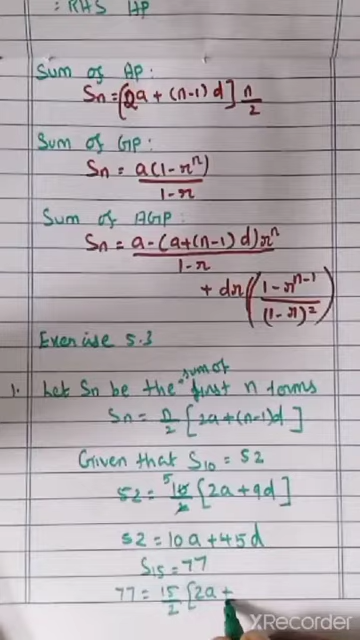 : RHS AP
Sum of AP:
Sn = [2a + (n-1) d] n/2
Sum of GP:
Sn = a(1-r^n)/1-r
Sum of AGP:
Sn = a-(a+(n-1)d)r^n/1-r
+ dr(1-r^(n-1)/(1-r)^2)
Exercise 5.3
1. Let Sn be the sum of first n terms
Sn = n/2 [2a+(n-1)d]
Given that S10 = 52
52 = 5 10/2 [2a+9d]
52 = 10a+45d
S15 = 77
77 = 15/2 [2a+
XRecorder